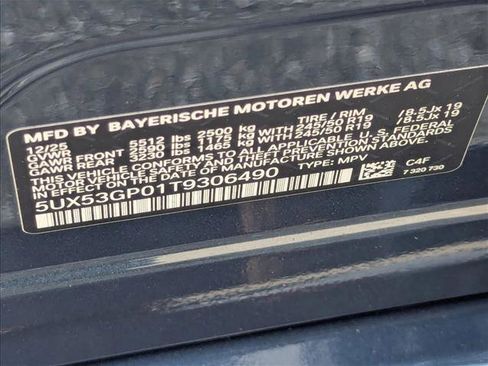 MFD BY BAYERISCHE MOTOREN WERKE AG
12/25 TIRE / RIM
GVWR 5512 lbs 2500 kg
GAWR FRONT 2590 lbs 1175 kg WITH 245/50 R19 /8.5Jx 19
GAWR REAR 3230 lbs 1465 kg WITH 245/50 R19 /8.5Jx 19
THIS VEHICLE CONFORMS TO ALL APPLICABLE U.S. FEDERAL
MOTOR VEHICLE SAFETY STANDARDS
IN EFFECT ON THE DATE OF MANUFACTURE SHOWN ABOVE.
5UX53GP01T9306490 TYPE: MPV C4F
7 320 730